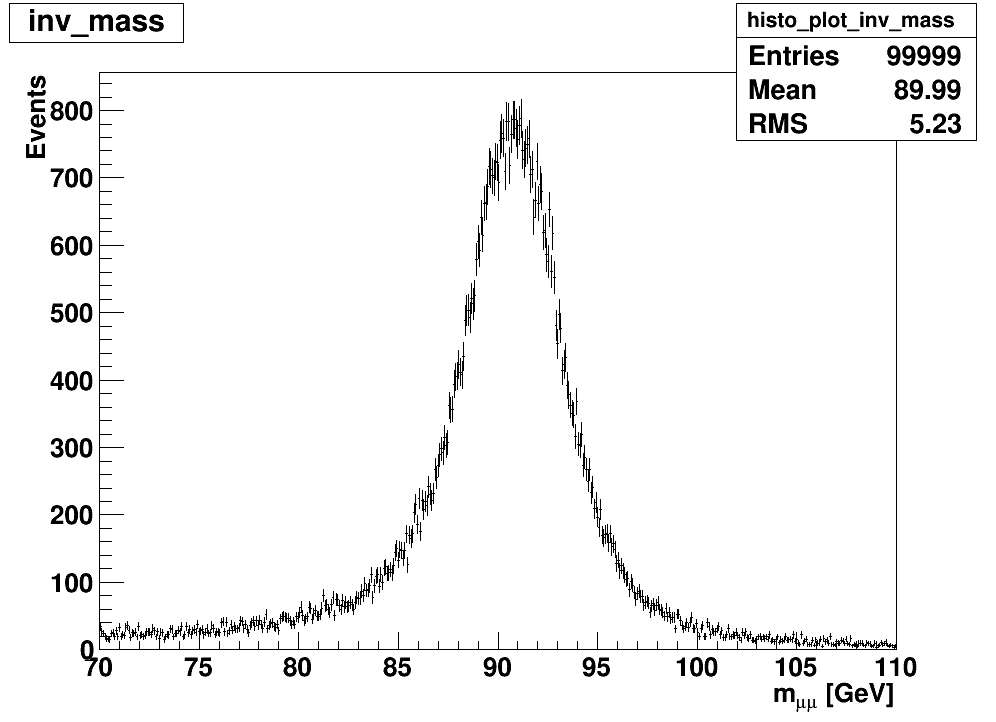 inv_mass
histo_plot_inv_mass
Entries 99999
Mean 89.99
RMS 5.23
Events
800
700
600
500
400
300
200
100
0
70 75 80 85 90 95 100 105 110
mμμ [GeV]